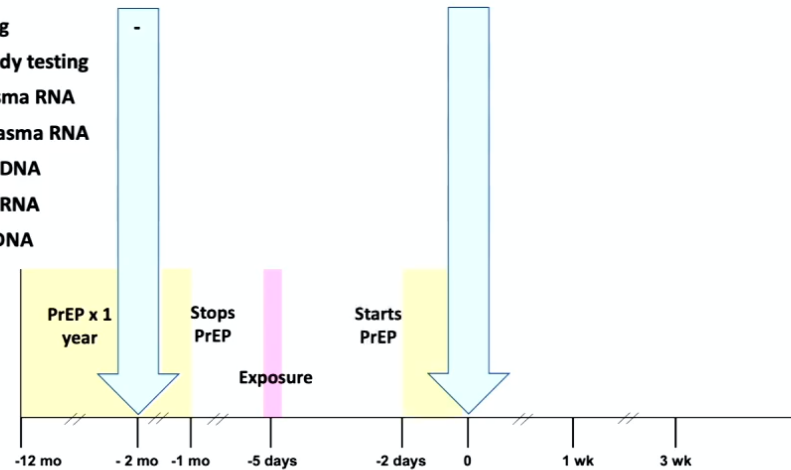 g
-
dy testing
sma RNA
asma RNA
DNA
RNA
DNA
PrEP x 1
year
Stops
PrEP
Exposure
Starts
PrEP
-12 mo
- 2 mo
-1 mo
-5 days
-2 days
0
1 wk
3 wk